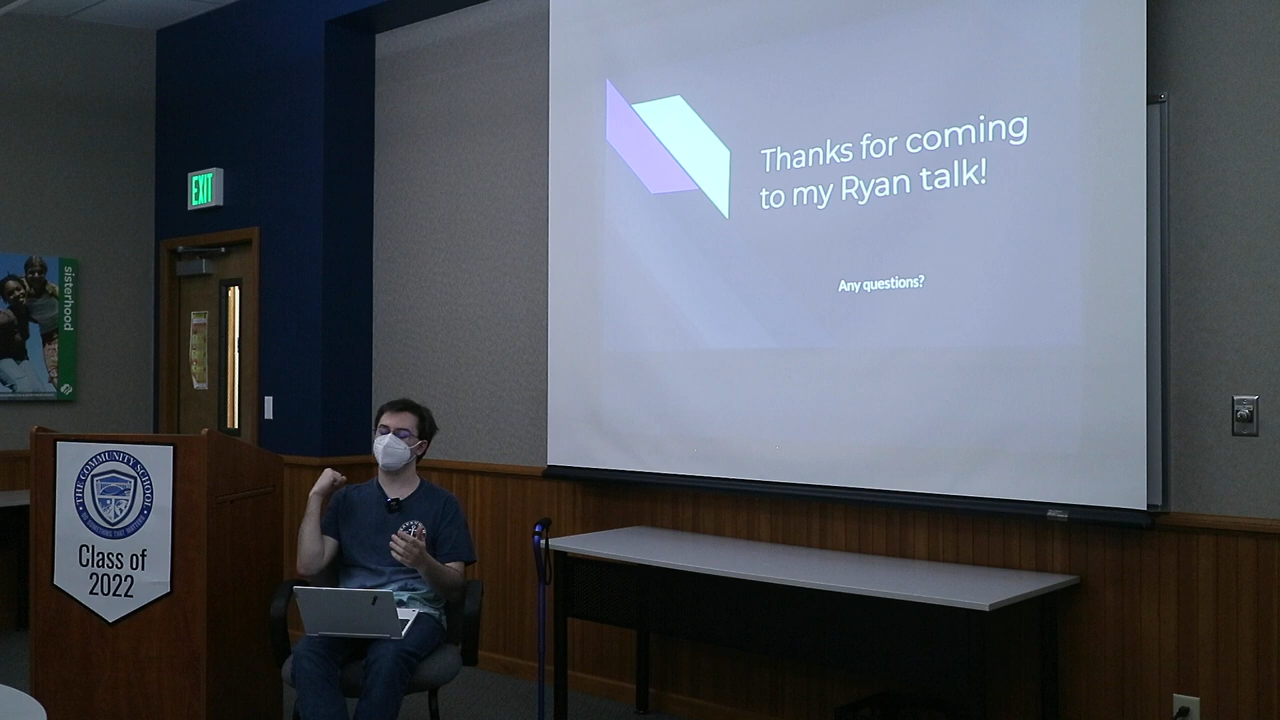 Thanks for coming
to my Ryan talk!
Any questions?
EXIT
sisterhood
THE COMMUNITY SCHOOL
Class of
2022